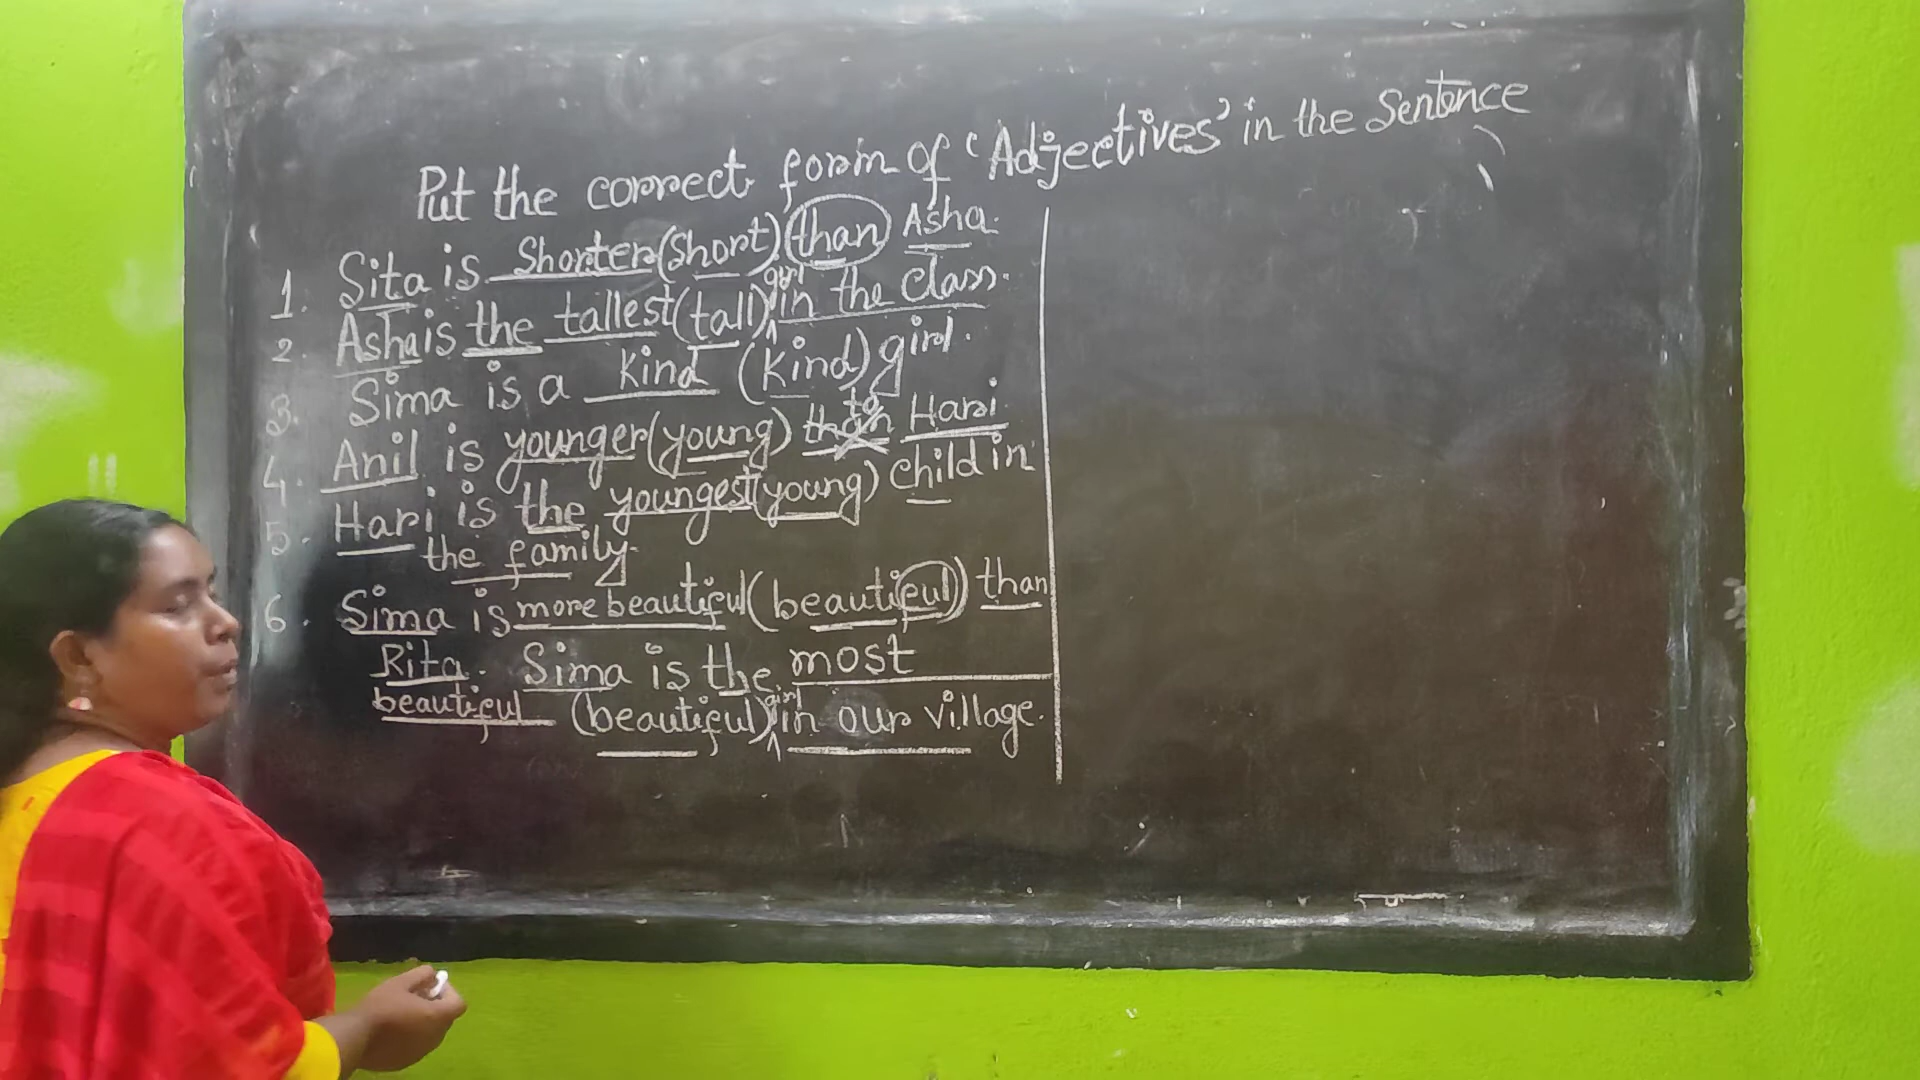 Put the correct form of 'Adjectives' in the Sentence
1. Sita is Shorter (Short) than Asha.
2. Asha is the tallest (tall) girl in the class.
3. Sima is a kind (kind) girl.
4. Anil is younger (young) than to Hari.
5. Hari is the youngest (young) child in
the family.
6. Sima is more beautiful (beautiful) than
Rita. Sima is the most
beautiful (beautiful) girl in our village.